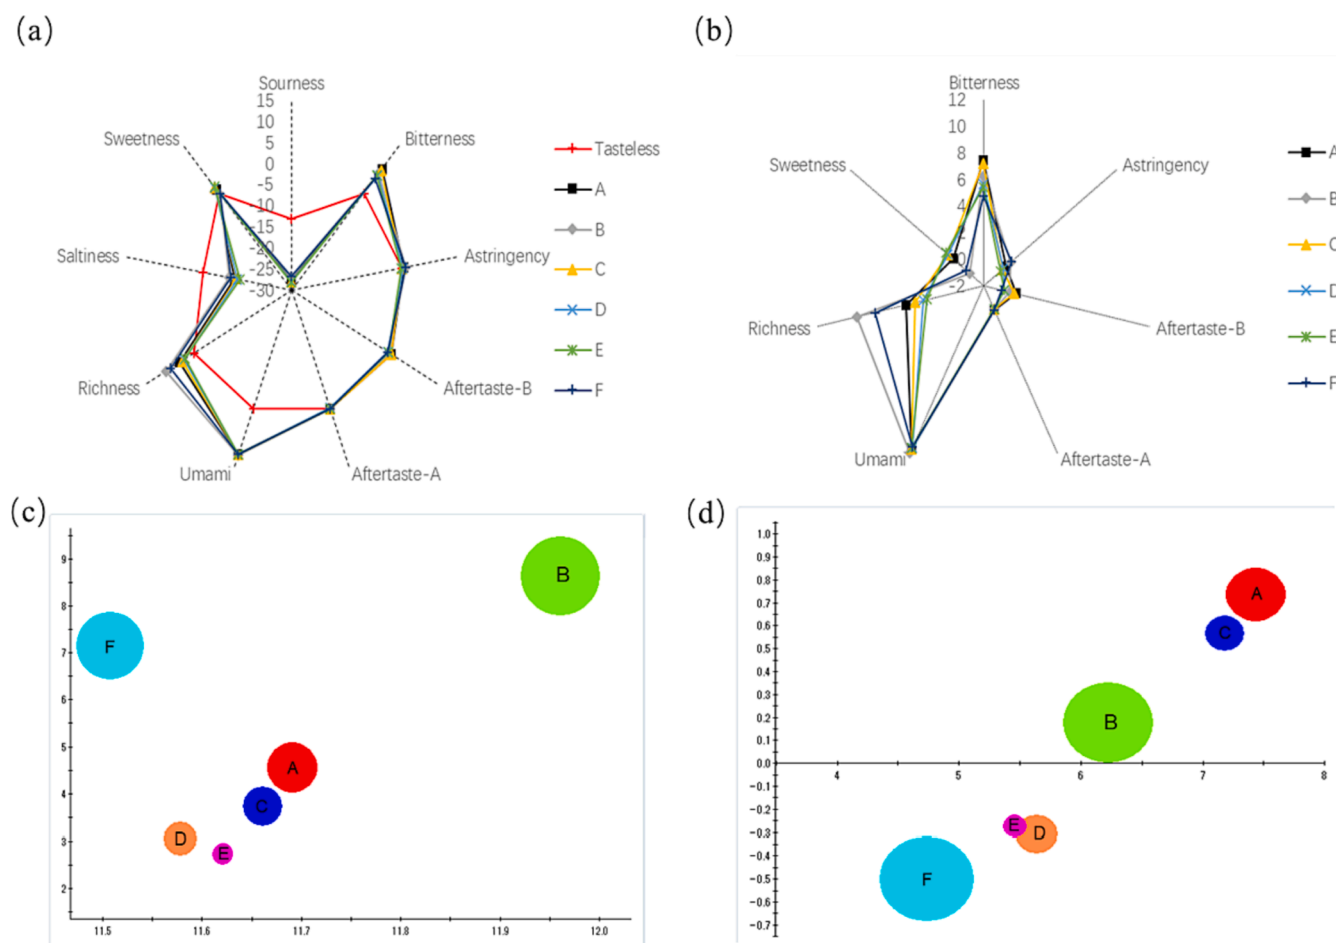 (a)
Sourness
15
10
5
0
-5
-10
-15
-20
-25
-30
Sweetness
Bitterness
Saltiness
Astringency
Richness
Aftertaste-B
Umami
Aftertaste-A
Tasteless
A
B
C
D
E
F
(b)
Bitterness
12
10
8
6
4
2
0
-2
Sweetness
Astringency
Richness
Aftertaste-B
Umami
Aftertaste-A
A
B
C
D
E
F
(c)
9
8
7
6
5
4
3
2
B
F
A
C
D
E
11.5 11.6 11.7 11.8 11.9 12.0
(d)
1.0
0.9
0.8
0.7
0.6
0.5
0.4
0.3
0.2
0.1
0.0
-0.1
-0.2
-0.3
-0.4
-0.5
-0.6
-0.7
A
C
B
4 5 6 7 8
E
D
F